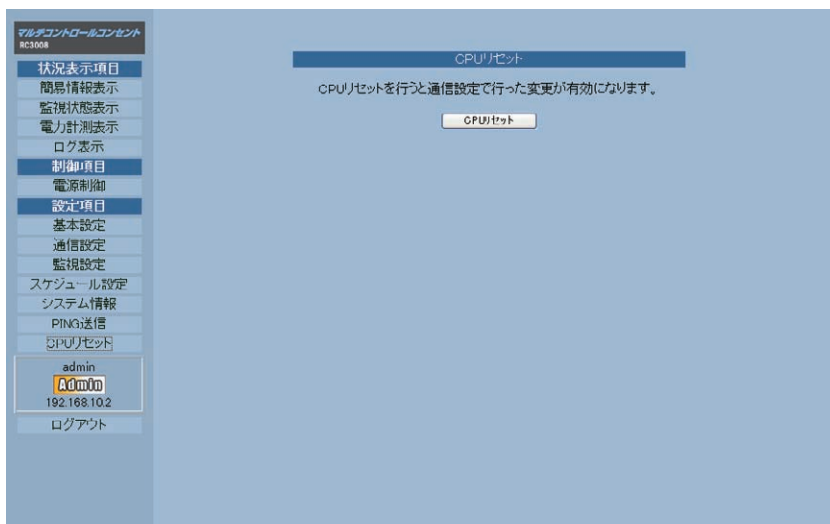 マルチコントロールコンセント
RC3008
状況表示項目
簡易情報表示
監視状態表示
電力計測表示
ログ表示
制御項目
電源制御
設定項目
基本設定
通信設定
監視設定
スケジュール設定
システム情報
PING送信
CPUリセット
admin
Admin
192.168.10.2
ログアウト
CPUリセット
CPUリセットを行うと通信設定で行った変更が有効になります。
CPUリセット